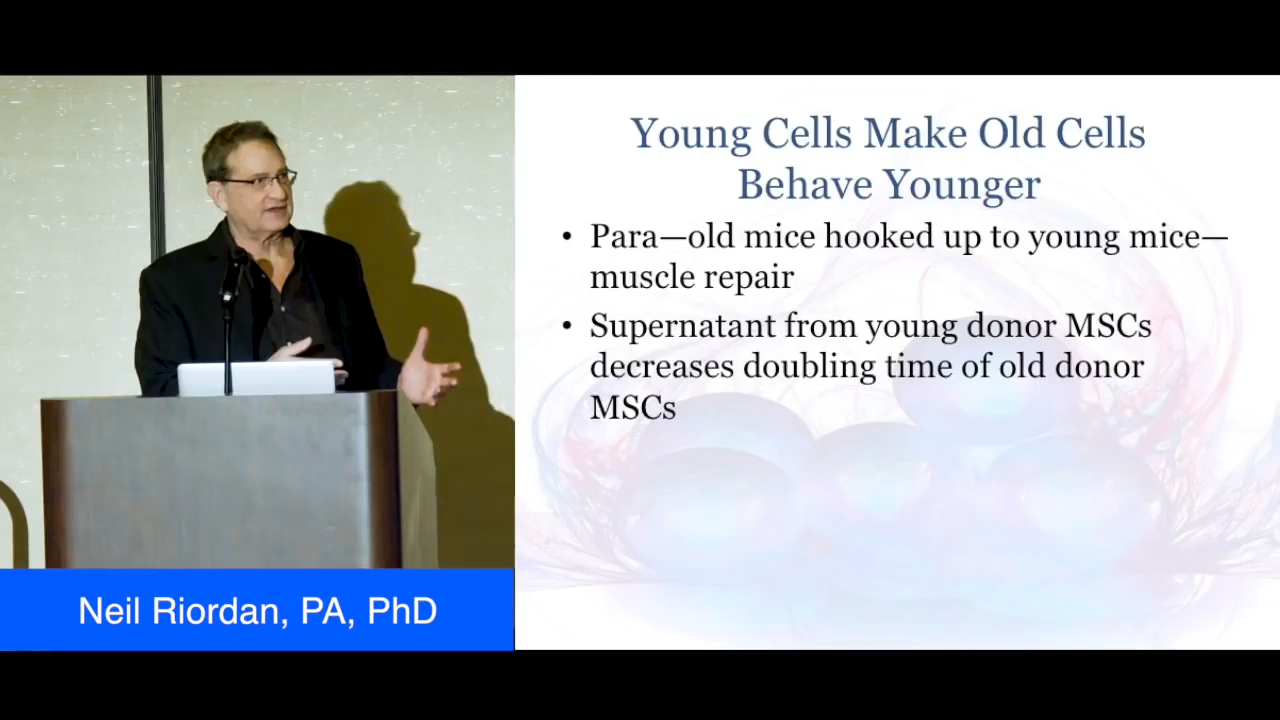 Young Cells Make Old Cells
Behave Younger
• Para—old mice hooked up to young mice—
muscle repair
• Supernatant from young donor MSCs
decreases doubling time of old donor
MSCs
Neil Riordan, PA, PhD